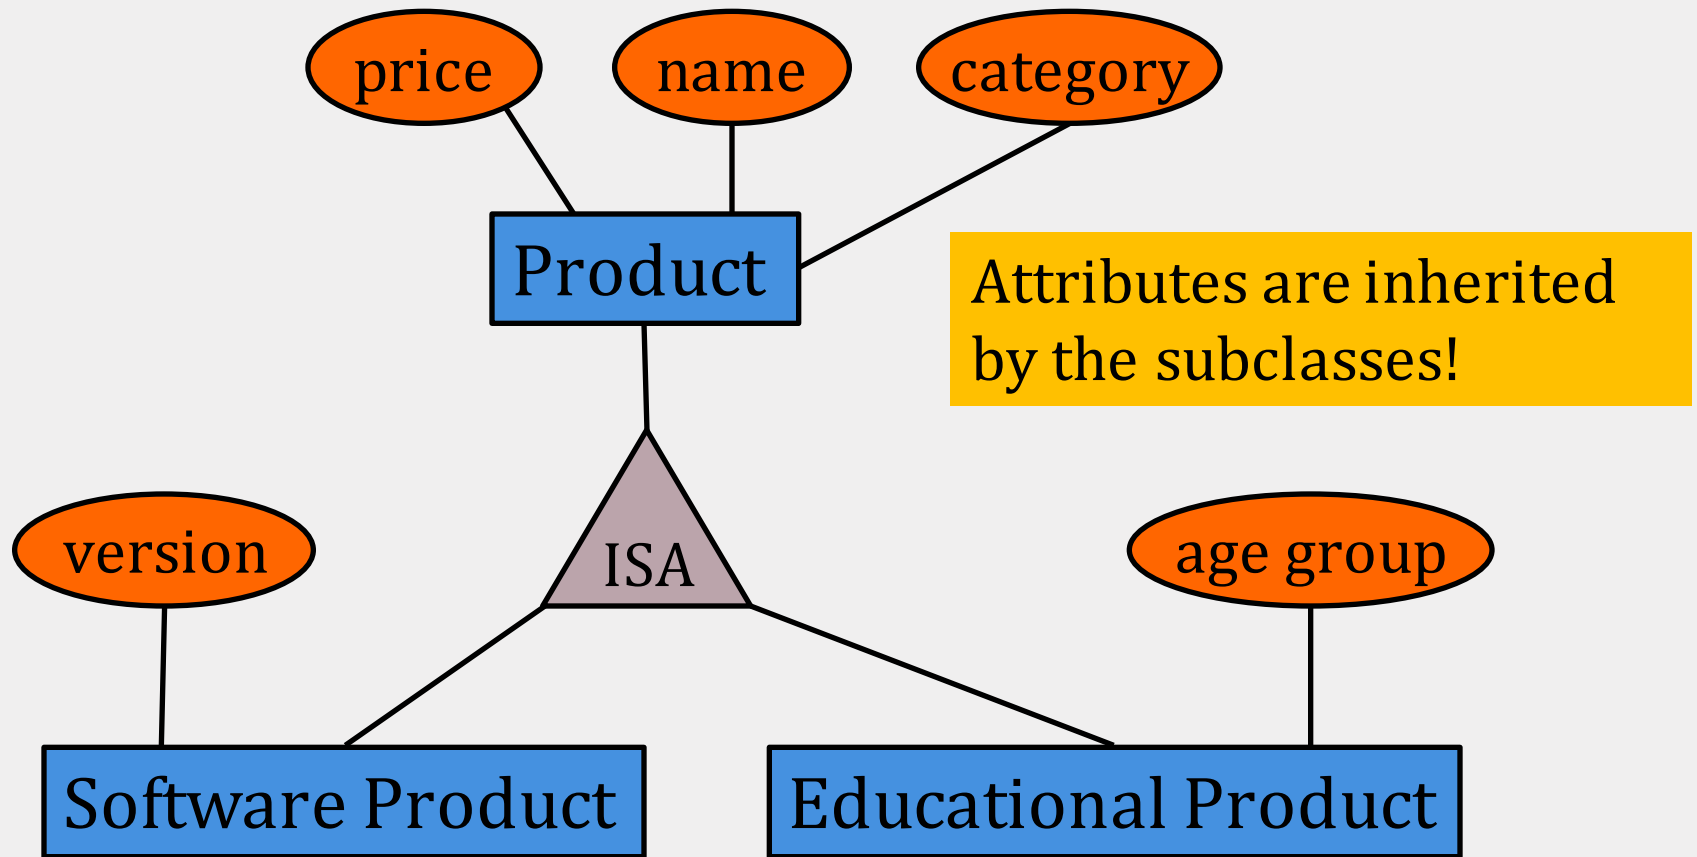 price
name
category
Product
Attributes are inherited
by the subclasses!
version
ISA
age group
Software Product
Educational Product